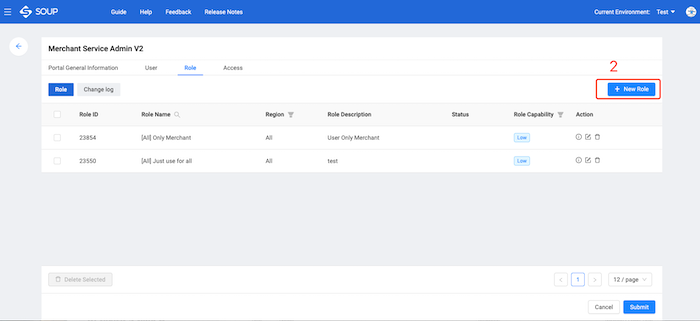 SOUP Guide Help Feedback Release Notes Current Environment: Test
Merchant Service Admin V2
Portal General Information User Role Access
2
Role Change log + New Role
Role ID Role Name Region Role Description Status Role Capability Action
23854 [All] Only Merchant All User Only Merchant Low
23550 [All] Just use for all All test Low
Delete Selected 1 12 / page
Cancel Submit